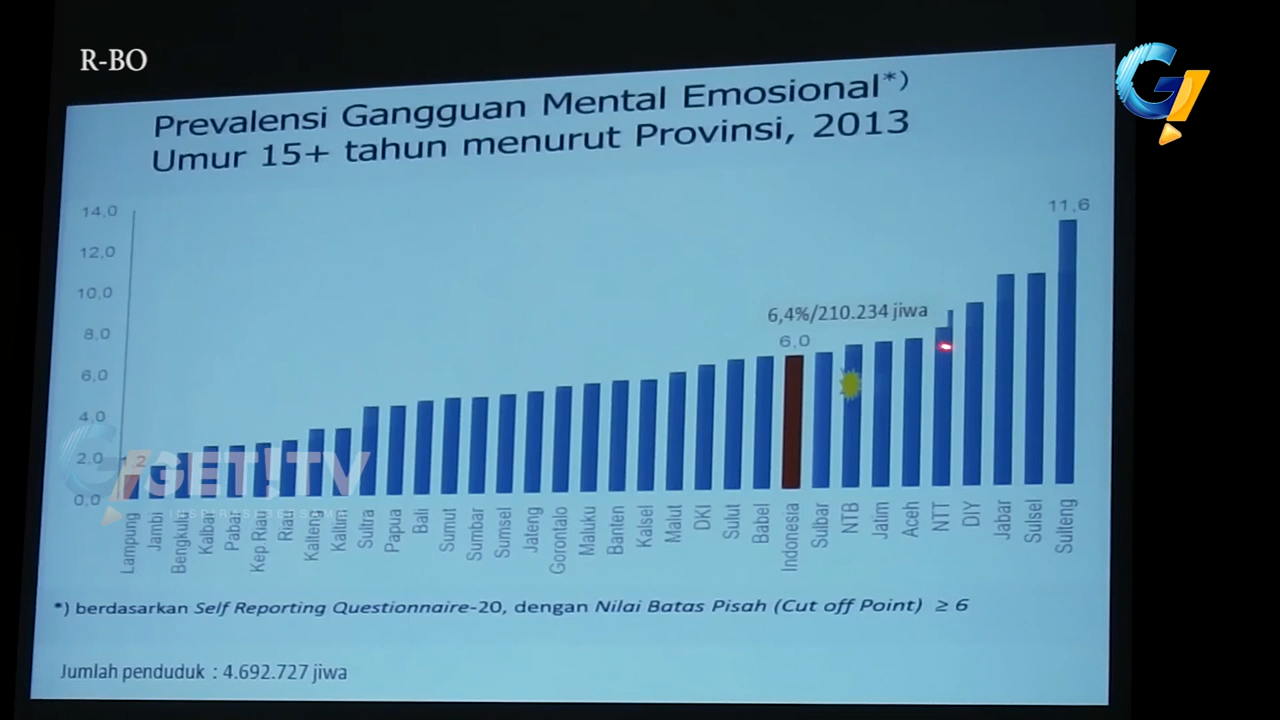 R-BO
G!
Prevalensi Gangguan Mental Emosional*)
Umur 15+ tahun menurut Provinsi, 2013
14,0
12,0
10,0
8,0
6,0
4,0
2,0
0,0
1,2
6,4%/210.234 jiwa
6,0
11,6
GET!TV
Lampung
Jambi
Bengkulu
Kalbar
Pabar
Kep Riau
Riau
Kalteng
Kaltim
Sultra
Papua
Bali
Sumut
Sumbar
Sumsel
Jateng
Gorontalo
Maluku
Banten
Kalsel
Malut
DKI
Sulut
Babel
Indonesia
Sulbar
NTB
Jatim
Aceh
NTT
DIY
Jabar
Sulsel
Sulteng
*) berdasarkan Self Reporting Questionnaire-20, dengan Nilai Batas Pisah (Cut off Point) ≥ 6
Jumlah penduduk : 4.692.727 jiwa